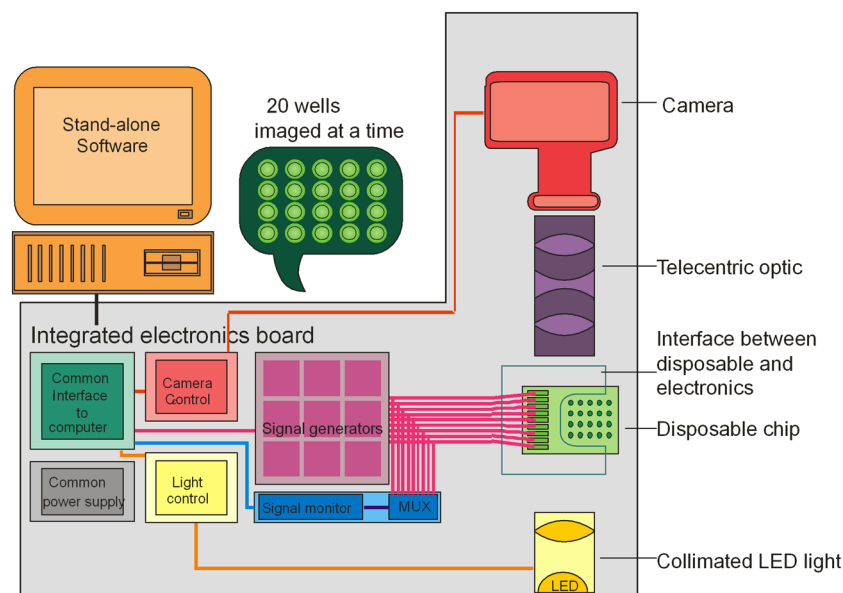 Stand-alone
Software
20 wells
imaged at a time
Camera
Telecentric optic
Integrated electronics board
Interface between
disposable and
electronics
Common
Interface
to
computer
Camera
Control
Signal generators
Disposable chip
Common
power supply
Light
control
Signal monitor
MUX
Collimated LED light
LED